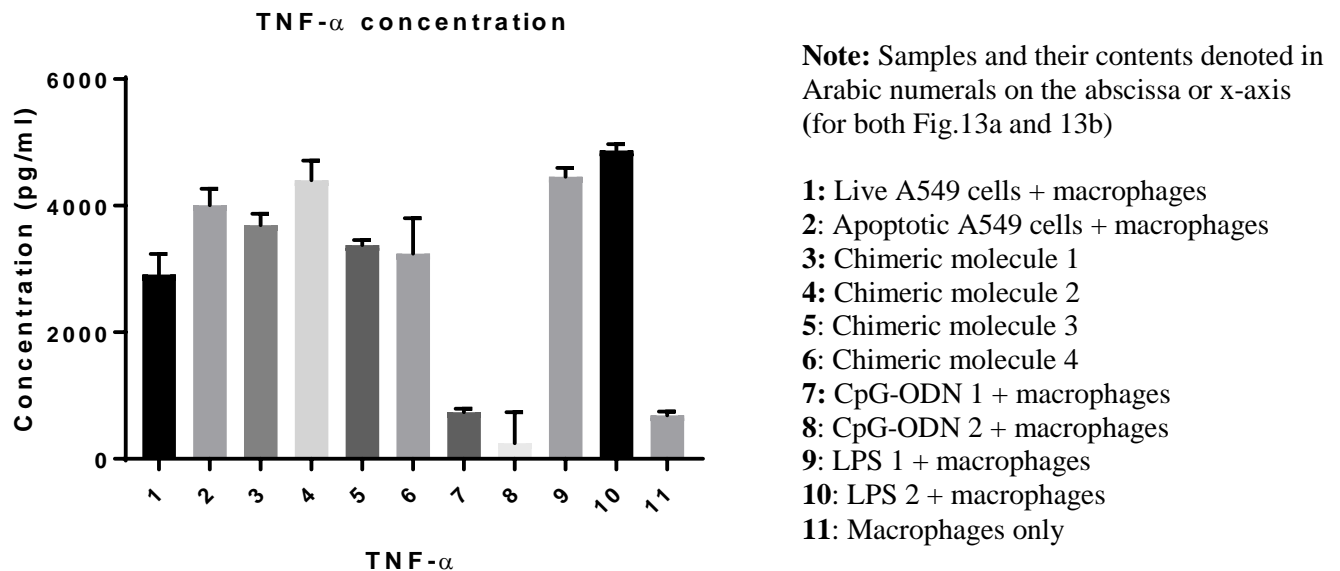 TNF-α concentration
Concentration (pg/ml)
6000
4000
2000
0
1 2 3 4 5 6 7 8 9 10 11
TNF-α
Note: Samples and their contents denoted in
Arabic numerals on the abscissa or x-axis
(for both Fig.13a and 13b)
1: Live A549 cells + macrophages
2: Apoptotic A549 cells + macrophages
3: Chimeric molecule 1
4: Chimeric molecule 2
5: Chimeric molecule 3
6: Chimeric molecule 4
7: CpG-ODN 1 + macrophages
8: CpG-ODN 2 + macrophages
9: LPS 1 + macrophages
10: LPS 2 + macrophages
11: Macrophages only